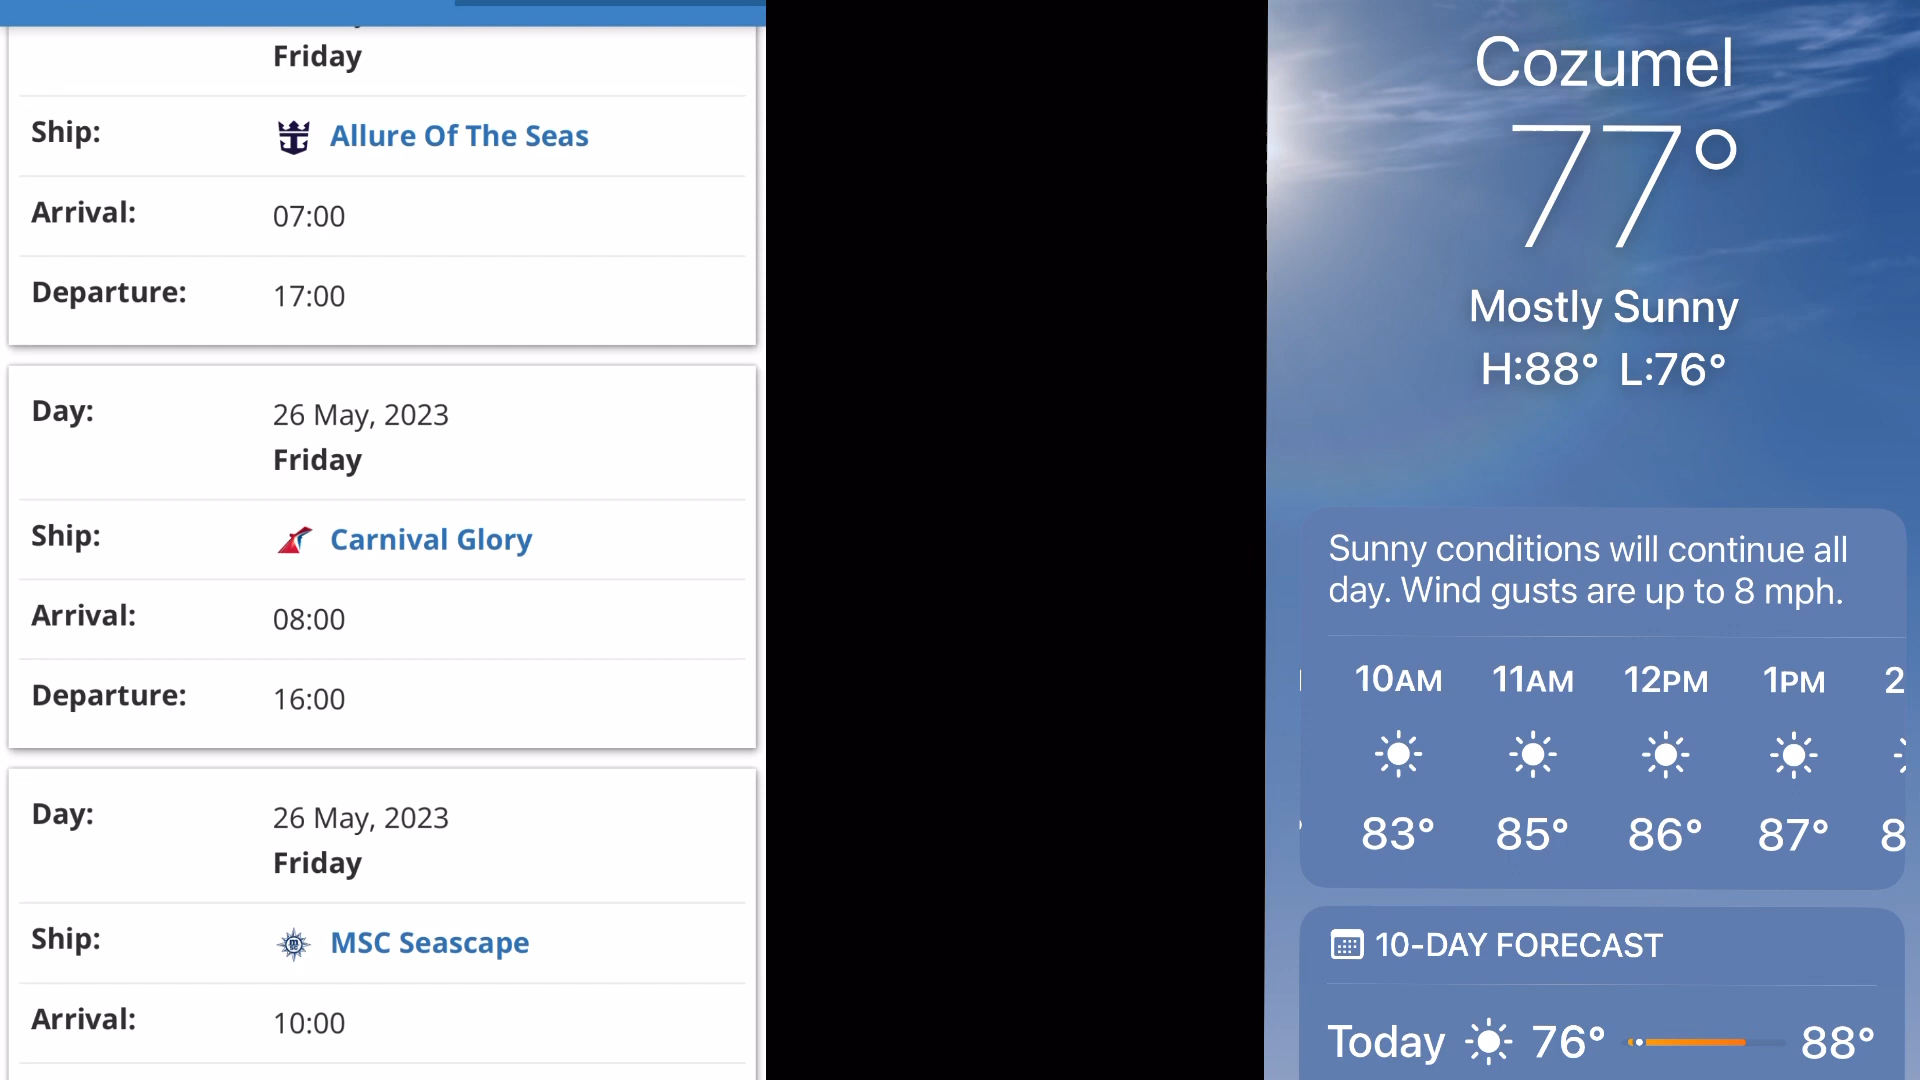 Friday
Ship: Allure Of The Seas
Arrival: 07:00
Departure: 17:00
Day: 26 May, 2023
Friday
Ship: Carnival Glory
Arrival: 08:00
Departure: 16:00
Day: 26 May, 2023
Friday
Ship: MSC Seascape
Arrival: 10:00
Cozumel
77°
Mostly Sunny
H:88° L:76°
Sunny conditions will continue all
day. Wind gusts are up to 8 mph.
10AM 11AM 12PM 1PM 2
83° 85° 86° 87° 8
10-DAY FORECAST
Today 76° 88°